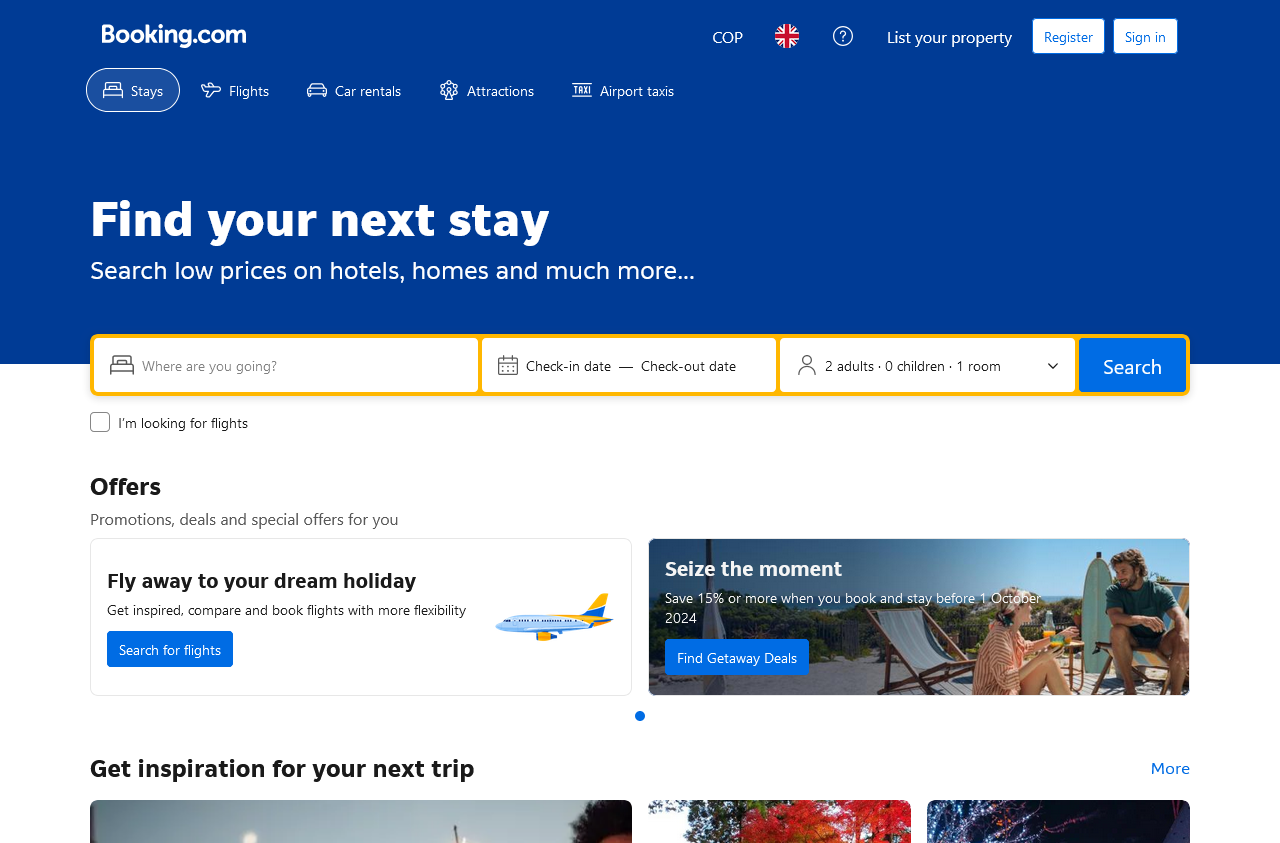 Booking.com
COP
List your property
Register
Sign in
Stays
Flights
Car rentals
Attractions
TAXI
Airport taxis
Find your next stay
Search low prices on hotels, homes and much more...
Where are you going?
Check-in date — Check-out date
2 adults · 0 children · 1 room
Search
I'm looking for flights
Offers
Promotions, deals and special offers for you
Fly away to your dream holiday
Get inspired, compare and book flights with more flexibility
Search for flights
Seize the moment
Save 15% or more when you book and stay before 1 October
2024
Find Getaway Deals
Get inspiration for your next trip
More